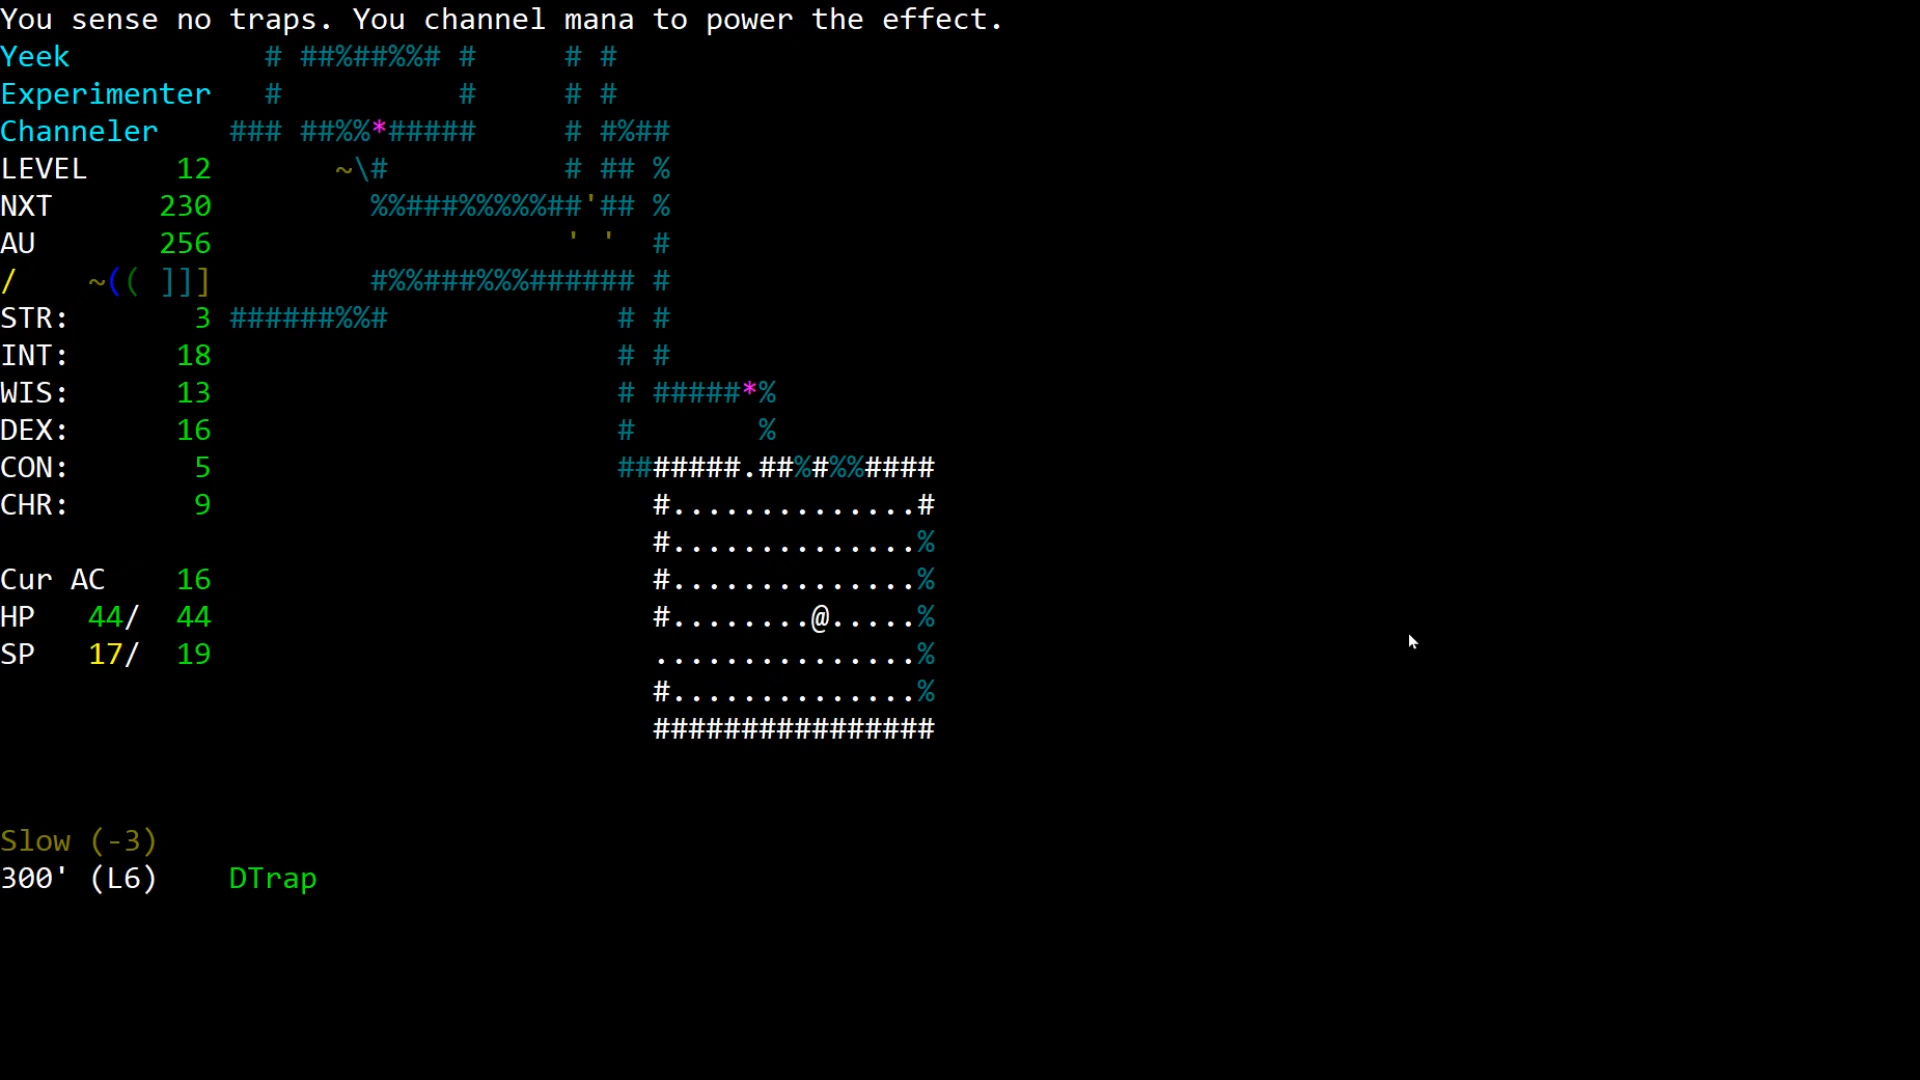 You sense no traps. You channel mana to power the effect.
Yeek            # ##%##%%# #     # #
Experimenter    #          #     # #
Channeler    ### ##%%*#####     # #%##
LEVEL     12       ~\#          # ## %
NXT      230         %%###%%%%%##'## %
AU       256                    ' '  #
/    ~(( ]]]         #%%###%%%###### #
STR:       3 ######%%#             # #
INT:      18                       # #
WIS:      13                       # #####*%
DEX:      16                       #       %
CON:       5                       #######.##%#%%####
CHR:       9                         #..............#
#..............%
Cur AC    16                         #..............%
HP   44/  44                         #........@.....%
SP   17/  19                         ...............%
#..............%
################
Slow (-3)
300' (L6)    DTrap